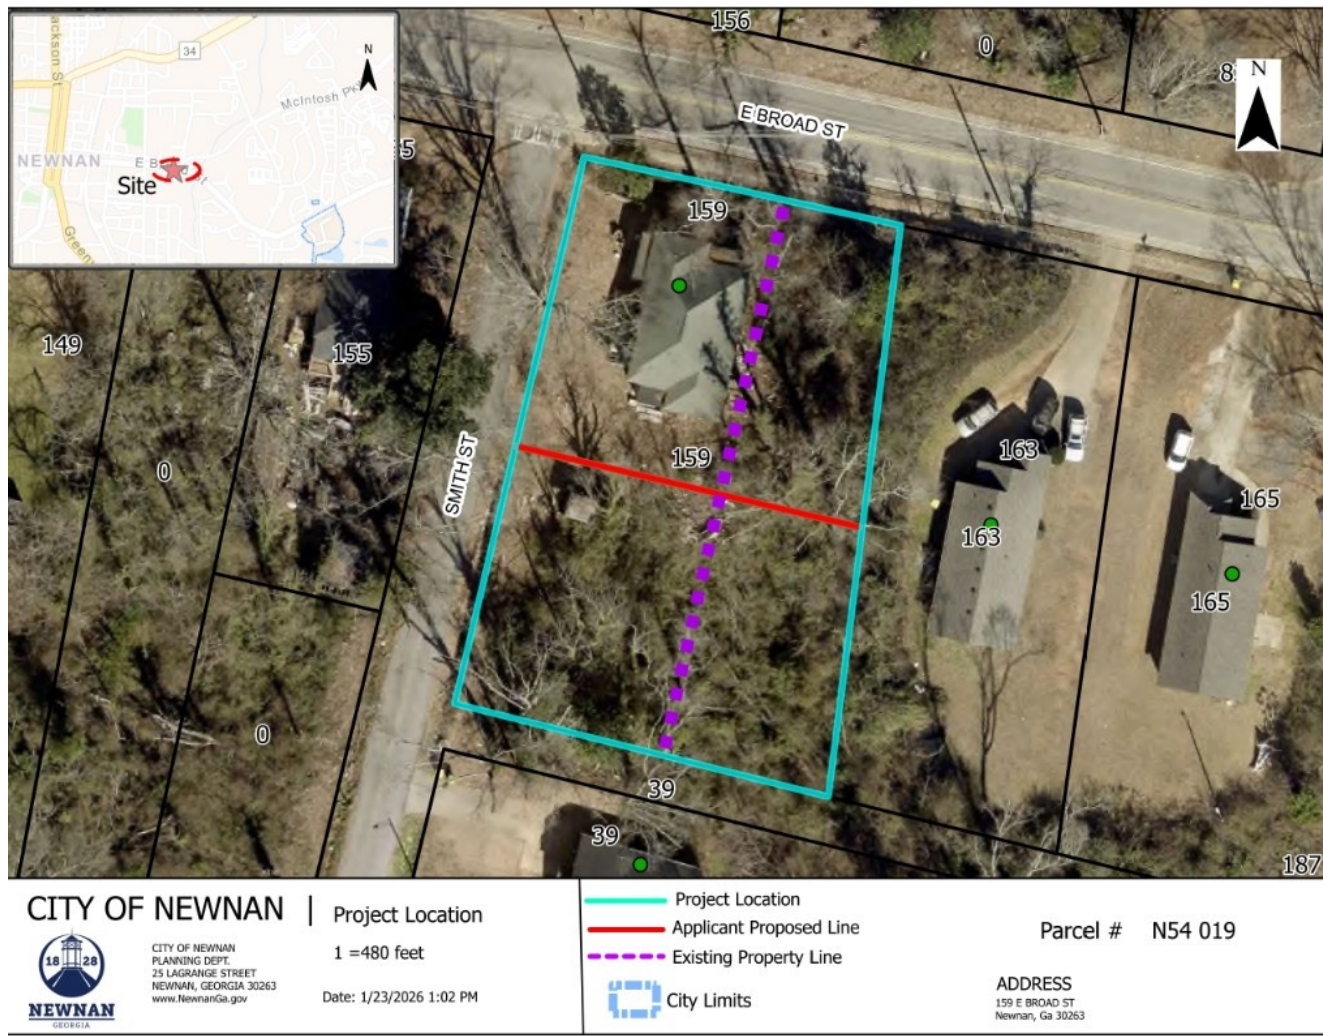 156
0
N
E BROAD ST
ackson St
34
N
McIntosh Pk
NEWNAN
E B
St
Site
Green
159
149
155
0
SMITH ST
159
163
163
165
165
0
39
39
187
CITY OF NEWNAN
CITY OF NEWNAN
PLANNING DEPT.
25 LAGRANGE STREET
NEWNAN, GEORGIA 30263
www.NewnanGa.gov
18 28
NEWNAN
GEORGIA
Project Location
1 =480 feet
Date: 1/23/2026 1:02 PM
Project Location
Applicant Proposed Line
Existing Property Line
City Limits
Parcel # N54 019
ADDRESS
159 E BROAD ST
Newnan, Ga 30263